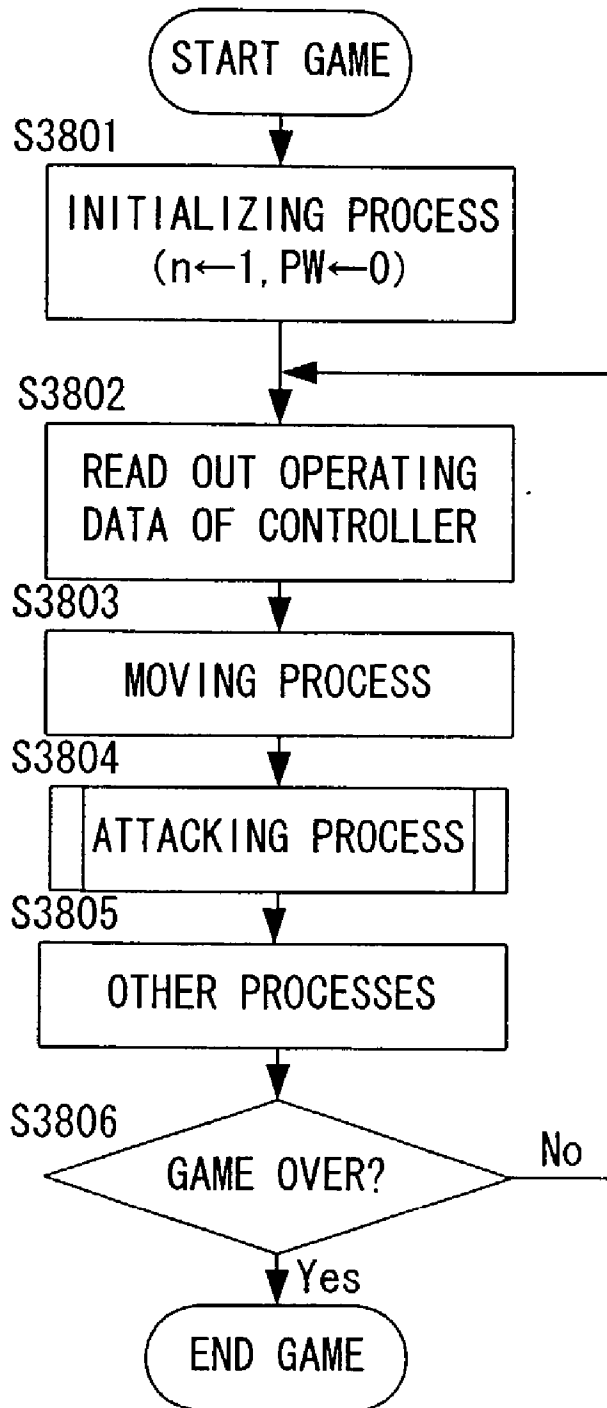 START GAME
S3801
INITIALIZING PROCESS
(n←1, PW←0)
S3802
READ OUT OPERATING
DATA OF CONTROLLER
S3803
MOVING PROCESS
S3804
ATTACKING PROCESS
S3805
OTHER PROCESSES
S3806
GAME OVER?
No
Yes
END GAME